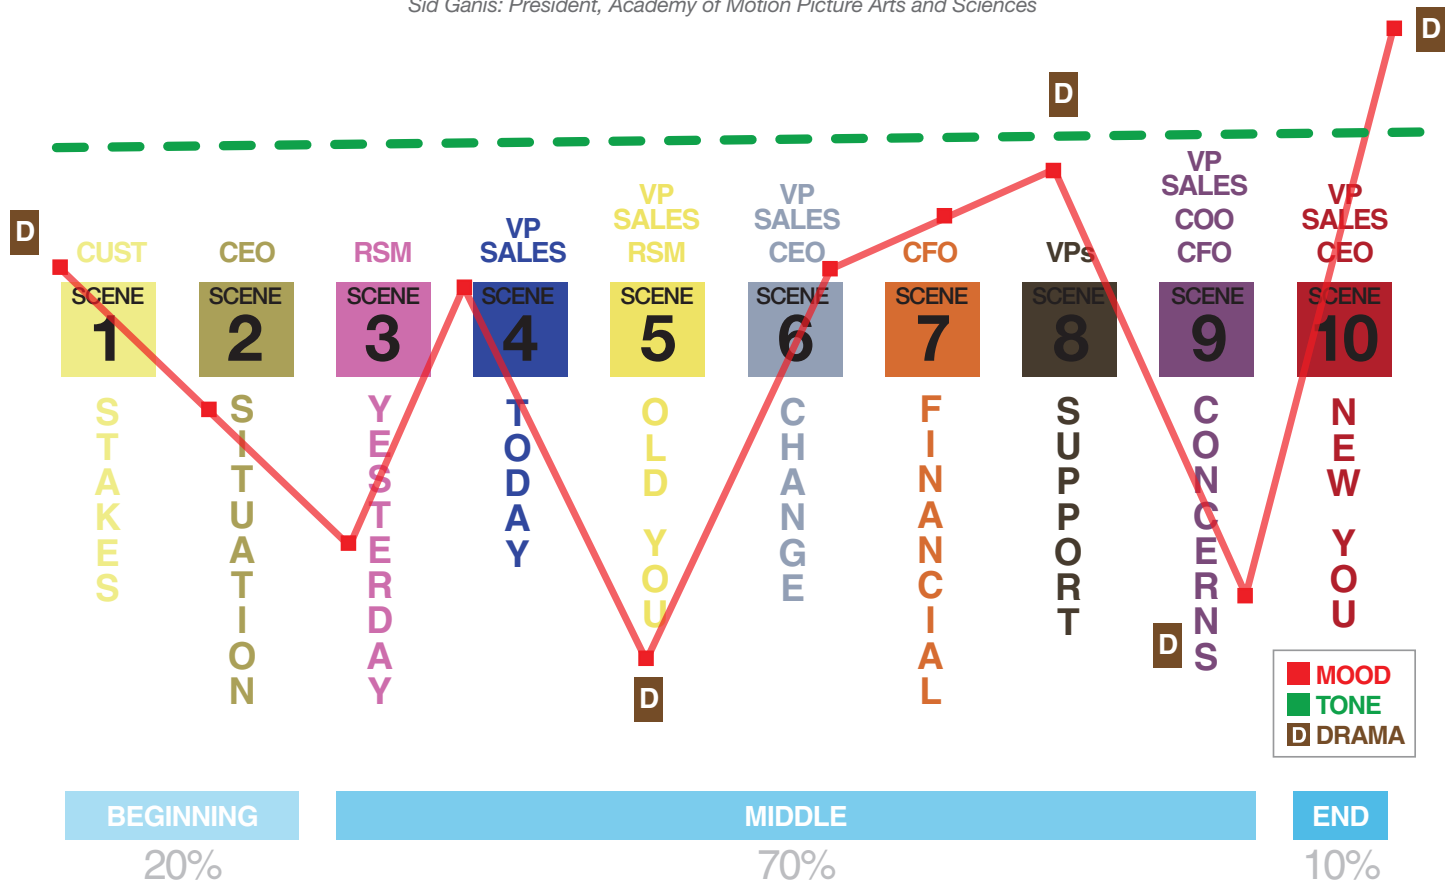 Sid Ganis: President, Academy of Motion Picture Arts and Sciences
D
D
D
CUST
CEO
RSM
VP
SALES
VP
SALES
RSM
VP
SALES
CEO
CFO
VPs
VP
SALES
COO
CFO
VP
SALES
CEO
SCENE
1
SCENE
2
SCENE
3
SCENE
4
SCENE
5
SCENE
6
SCENE
7
SCENE
8
SCENE
9
SCENE
10
STAKES
SITUATION
YESTERDAY
TODAY
OLD YOU
CHANGE
FINANCIAL
SUPPORT
CONCERNS
NEW YOU
D
D
MOOD
TONE
D DRAMA
BEGINNING
MIDDLE
END
20%
70%
10%